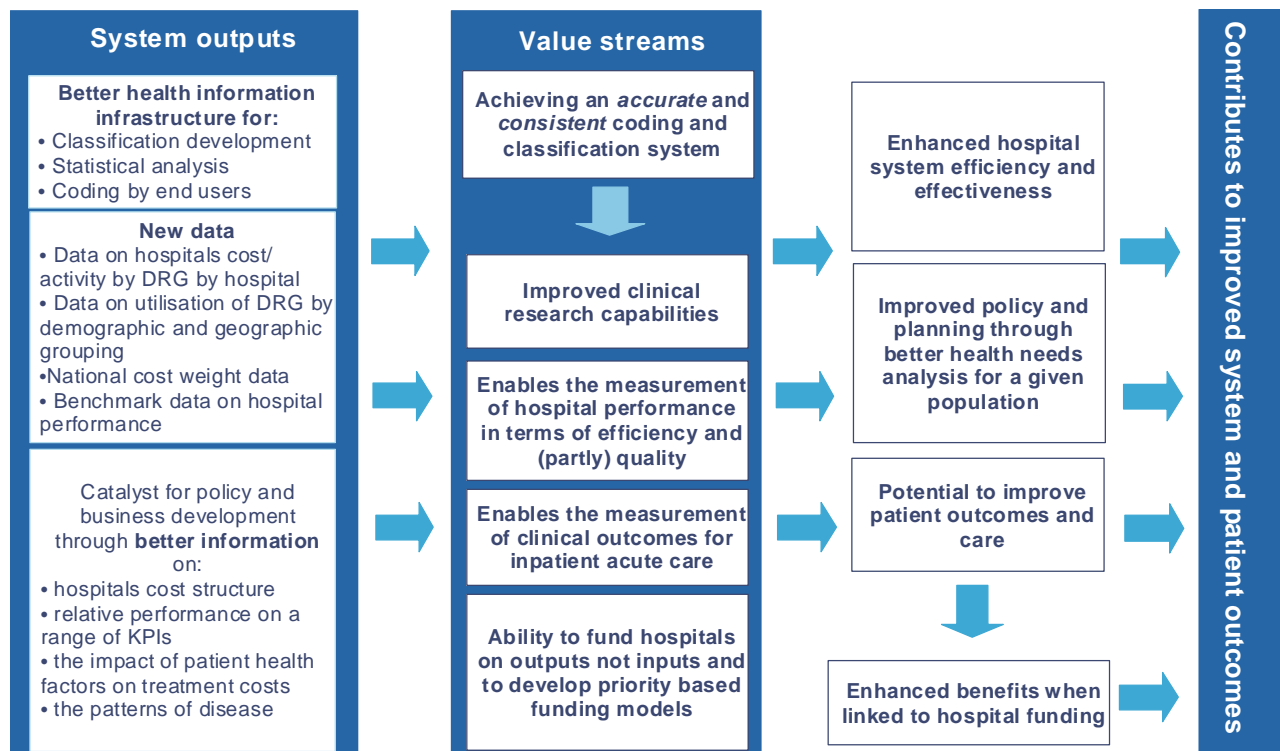 System outputs
Better health information
infrastructure for:
• Classification development
• Statistical analysis
• Coding by end users
New data
• Data on hospitals cost/
activity by DRG by hospital
• Data on utilisation of DRG by
demographic and geographic
grouping
•National cost weight data
• Benchmark data on hospital
performance
Catalyst for policy and
business development
through better information
on:
• hospitals cost structure
• relative performance on a
range of KPIs
• the impact of patient health
factors on treatment costs
• the patterns of disease
Value streams
Achieving an accurate and
consistent coding and
classification system
Improved clinical
research capabilities
Enables the measurement
of hospital performance
in terms of efficiency and
(partly) quality
Enables the measurement
of clinical outcomes for
inpatient acute care
Ability to fund hospitals
on outputs not inputs and
to develop priority based
funding models
Enhanced hospital
system efficiency and
effectiveness
Improved policy and
planning through
better health needs
analysis for a given
population
Potential to improve
patient outcomes and
care
Enhanced benefits when
linked to hospital funding
Contributes to improved system and patient outcomes